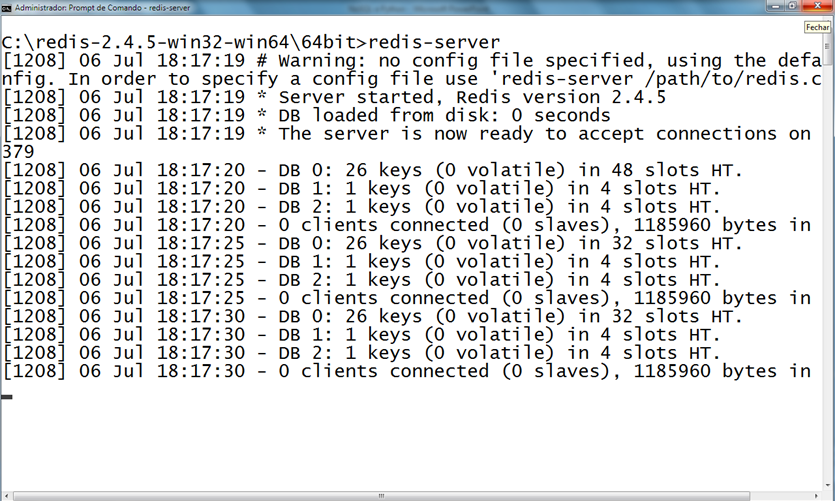 Administrador: Prompt de Comando - redis-server
Fechar
C:\redis-2.4.5-win32-win64\64bit>redis-server
[1208] 06 Jul 18:17:19 # Warning: no config file specified, using the defa
nfig. In order to specify a config file use 'redis-server /path/to/redis.c
[1208] 06 Jul 18:17:19 * Server started, Redis version 2.4.5
[1208] 06 Jul 18:17:19 * DB loaded from disk: 0 seconds
[1208] 06 Jul 18:17:19 * The server is now ready to accept connections on
379
[1208] 06 Jul 18:17:20 - DB 0: 26 keys (0 volatile) in 48 slots HT.
[1208] 06 Jul 18:17:20 - DB 1: 1 keys (0 volatile) in 4 slots HT.
[1208] 06 Jul 18:17:20 - DB 2: 1 keys (0 volatile) in 4 slots HT.
[1208] 06 Jul 18:17:20 - 0 clients connected (0 slaves), 1185960 bytes in
[1208] 06 Jul 18:17:25 - DB 0: 26 keys (0 volatile) in 32 slots HT.
[1208] 06 Jul 18:17:25 - DB 1: 1 keys (0 volatile) in 4 slots HT.
[1208] 06 Jul 18:17:25 - DB 2: 1 keys (0 volatile) in 4 slots HT.
[1208] 06 Jul 18:17:25 - 0 clients connected (0 slaves), 1185960 bytes in
[1208] 06 Jul 18:17:30 - DB 0: 26 keys (0 volatile) in 32 slots HT.
[1208] 06 Jul 18:17:30 - DB 1: 1 keys (0 volatile) in 4 slots HT.
[1208] 06 Jul 18:17:30 - DB 2: 1 keys (0 volatile) in 4 slots HT.
[1208] 06 Jul 18:17:30 - 0 clients connected (0 slaves), 1185960 bytes in